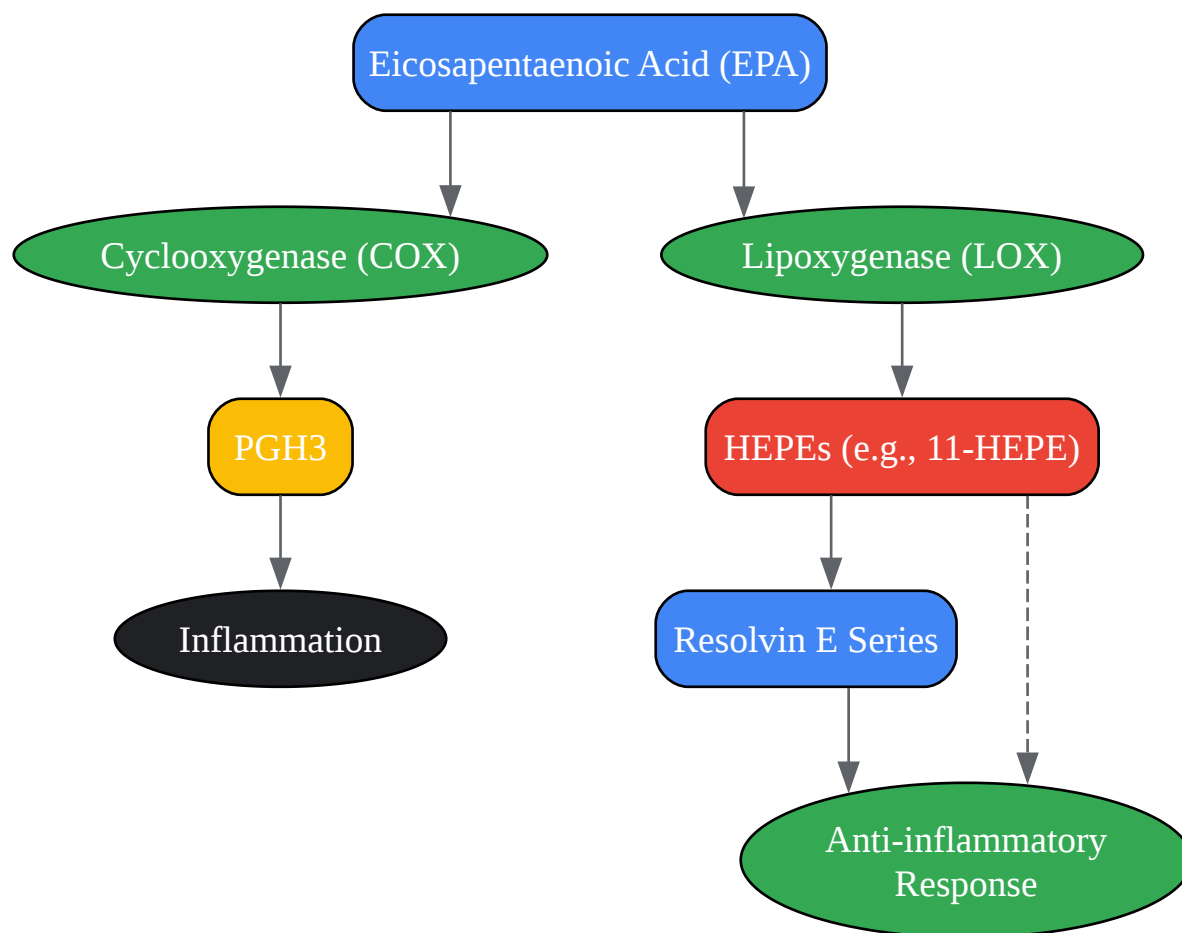 Eicosapentaenoic Acid (EPA)
Cyclooxygenase (COX)
Lipoxygenase (LOX)
PGH3
HEPEs (e.g., 11-HEPE)
Inflammation
Resolvin E Series
Anti-inflammatory
Response